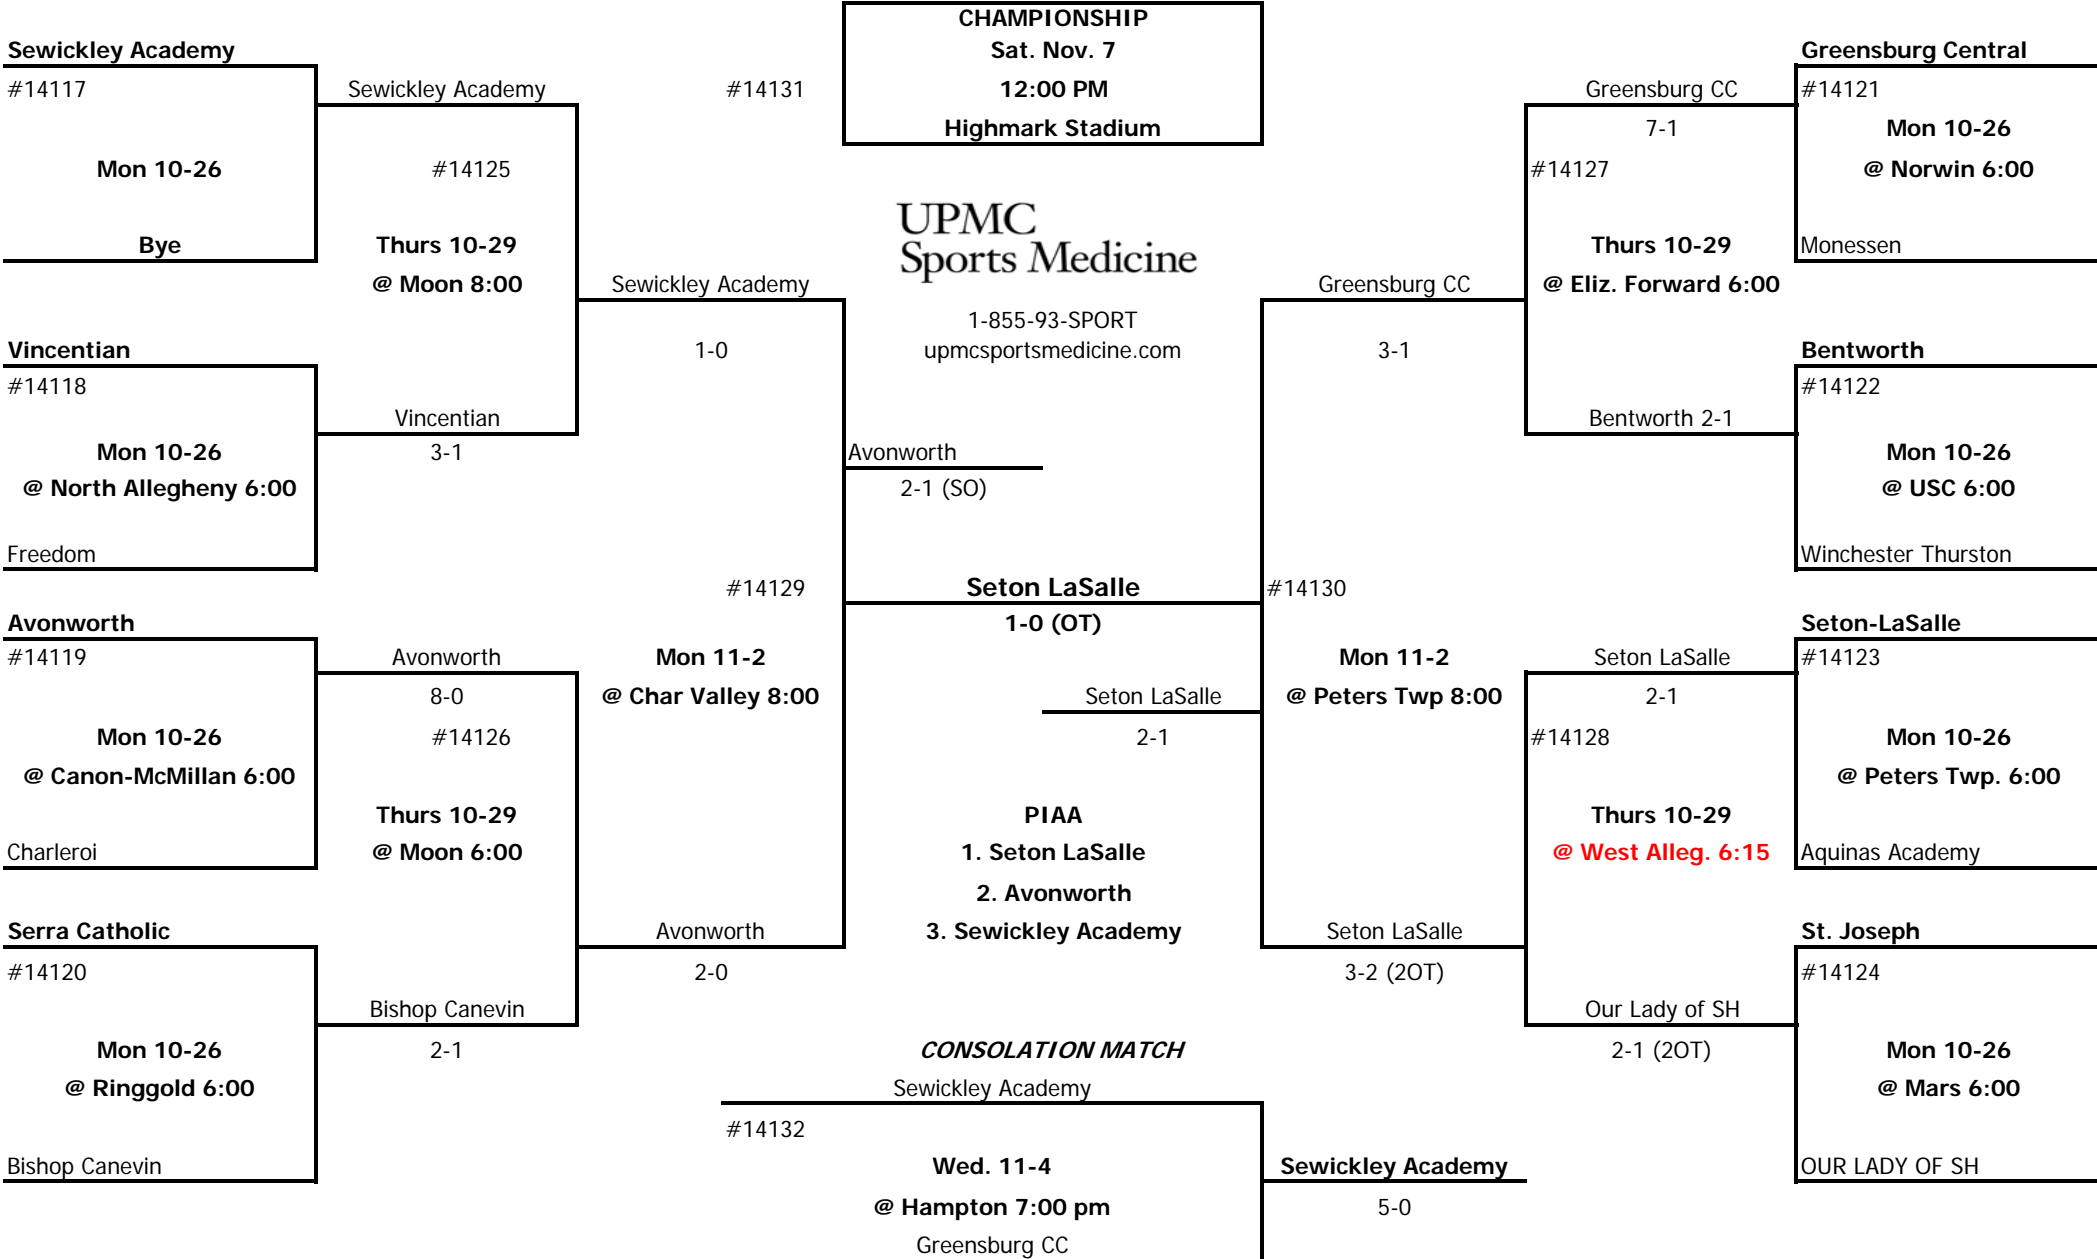 CHAMPIONSHIP
Sat. Nov. 7
12:00 PM
Highmark Stadium
#14131
UPMC
Sports Medicine
1-855-93-SPORT
upmcsportsmedicine.com
Sewickley Academy
#14117
Mon 10-26
Bye
Vincentian
#14118
Mon 10-26
@ North Allegheny 6:00
Freedom
Avonworth
#14119
Mon 10-26
@ Canon-McMillan 6:00
Charleroi
Serra Catholic
#14120
Mon 10-26
@ Ringgold 6:00
Bishop Canevin
Sewickley Academy
#14125
Thurs 10-29
@ Moon 8:00
Vincentian
3-1
Avonworth
8-0
#14126
Thurs 10-29
@ Moon 6:00
Bishop Canevin
2-1
Sewickley Academy
1-0
#14129
Mon 11-2
@ Char Valley 8:00
Avonworth
2-0
Avonworth
2-1 (SO)
Seton LaSalle
1-0 (OT)
Seton LaSalle
2-1
PIAA
1. Seton LaSalle
2. Avonworth
3. Sewickley Academy
CONSOLATION MATCH
Sewickley Academy
#14132
Wed. 11-4
@ Hampton 7:00 pm
Greensburg CC
Sewickley Academy
5-0
Greensburg CC
3-1
#14130
Mon 11-2
@ Peters Twp 8:00
Seton LaSalle
3-2 (2OT)
Greensburg CC
7-1
#14127
Thurs 10-29
@ Eliz. Forward 6:00
Bentworth 2-1
Seton LaSalle
2-1
#14128
Thurs 10-29
@ West Alleg. 6:15
Our Lady of SH
2-1 (2OT)
Greensburg Central
#14121
Mon 10-26
@ Norwin 6:00
Monessen
Bentworth
#14122
Mon 10-26
@ USC 6:00
Winchester Thurston
Seton-LaSalle
#14123
Mon 10-26
@ Peters Twp. 6:00
Aquinas Academy
St. Joseph
#14124
Mon 10-26
@ Mars 6:00
OUR LADY OF SH